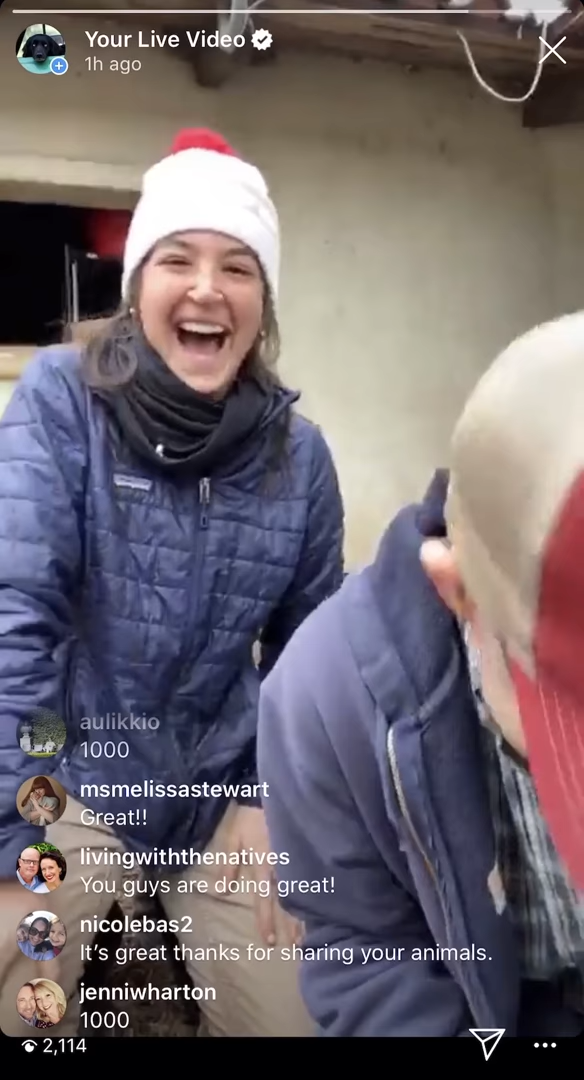 Your Live Video
1h ago
aulikkio
1000
msmelissastewart
Great!!
livingwiththenatives
You guys are doing great!
nicolebas2
It's great thanks for sharing your animals.
jenniwharton
1000
2,114